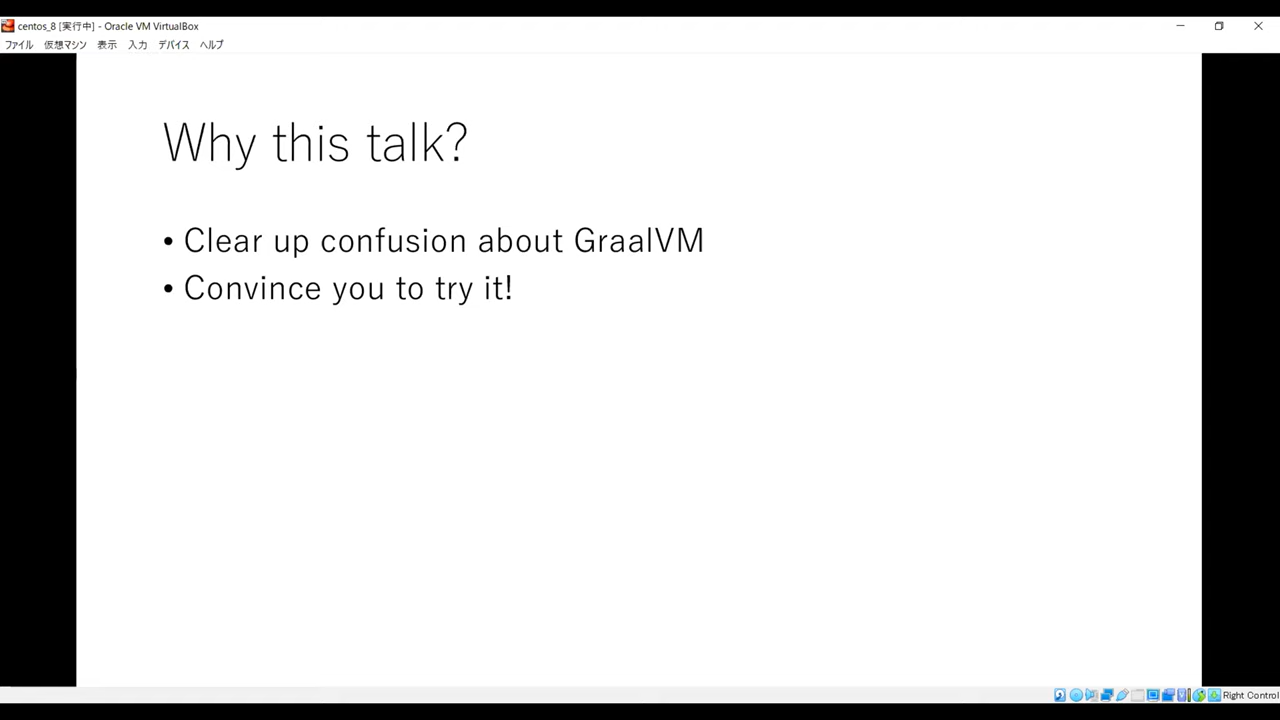 centos_8 [実行中] - Oracle VM VirtualBox
ファイル 仮想マシン 表示 入力 デバイス ヘルプ
Why this talk?
• Clear up confusion about GraalVM
• Convince you to try it!
Right Control